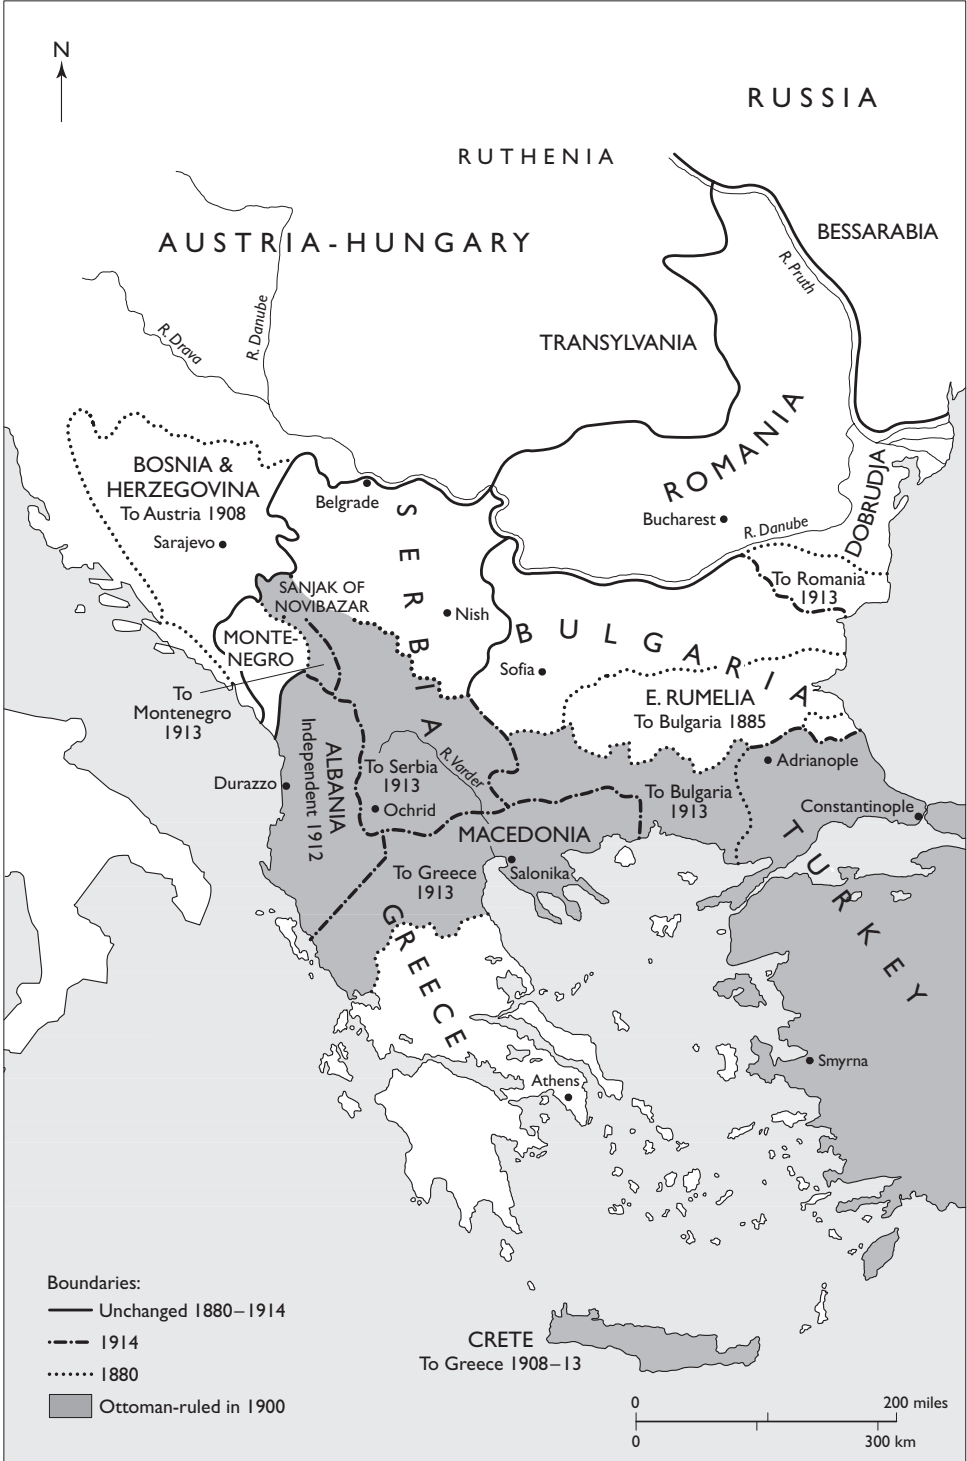 N
RUSSIA
RUTHENIA
BESSARABIA
AUSTRIA-HUNGARY
R. Pruth
R. Danube
R. Drava
TRANSYLVANIA
ROMANIA
BOSNIA &
HERZEGOVINA
To Austria 1908
Sarajevo
Belgrade
SERBIA
Bucharest
R. Danube
DOBRUDJA
To Romania
1913
SANJAK OF
NOVIBAZAR
Nish
BULGARIA
MONTE-
NEGRO
Sofia
E. RUMELIA
To Bulgaria 1885
To
Montenegro
1913
Adrianople
ALBANIA
Independent 1912
R. Varder
To Serbia
1913
Durazzo
To Bulgaria
1913
Ochrid
Constantinople
MACEDONIA
TURKEY
To Greece
1913
Salonika
GREECE
Smyrna
Athens
Boundaries:
Unchanged 1880–1914
1914
1880
Ottoman-ruled in 1900
CRETE
To Greece 1908–13
0 200 miles
0 300 km